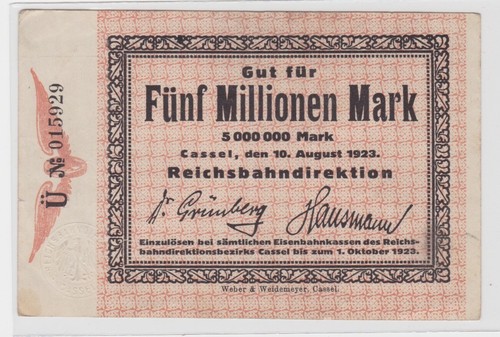 Gut für
Fünf Millionen Mark
5 000 000 Mark
Cassel, den 10. August 1923.
Reichsbahndirektion
Dr. Grünberg Hausmann
Einzulösen bei sämtlichen Eisenbahnkassen des Reichs-
bahndirektionsbezirks Cassel bis zum 1. Oktober 1923.
Weber & Weidemeyer, Cassel.
Ü № 015929